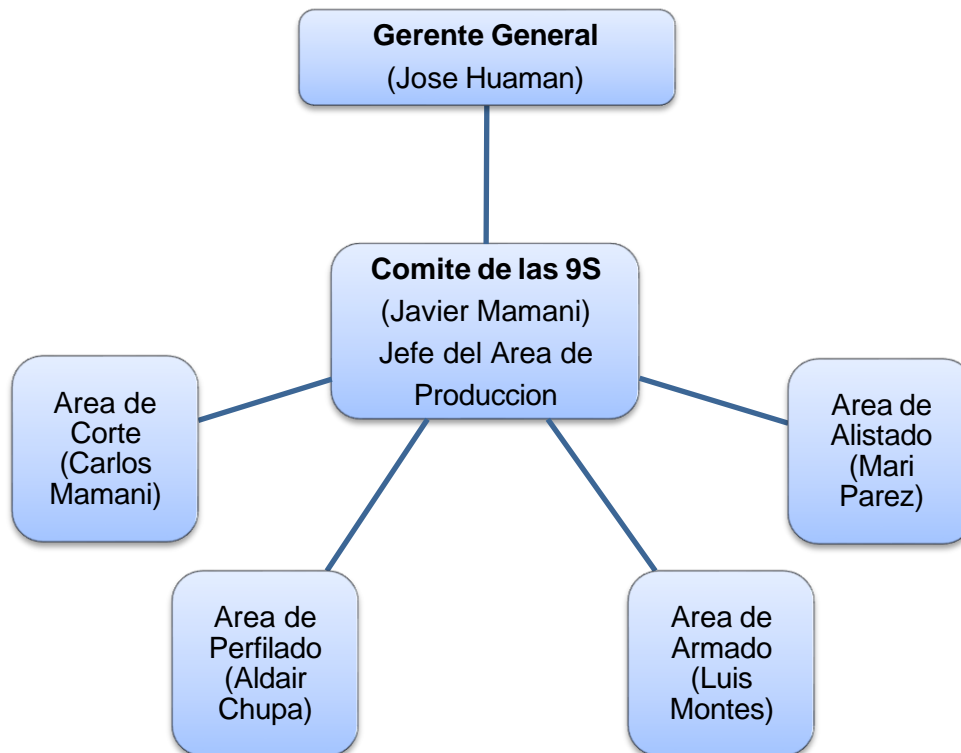 Gerente General
(Jose Huaman)
Comite de las 9S
(Javier Mamani)
Jefe del Area de
Produccion
Area de
Corte
(Carlos
Mamani)
Area de
Perfilado
(Aldair
Chupa)
Area de
Armado
(Luis
Montes)
Area de
Alistado
(Mari
Parez)